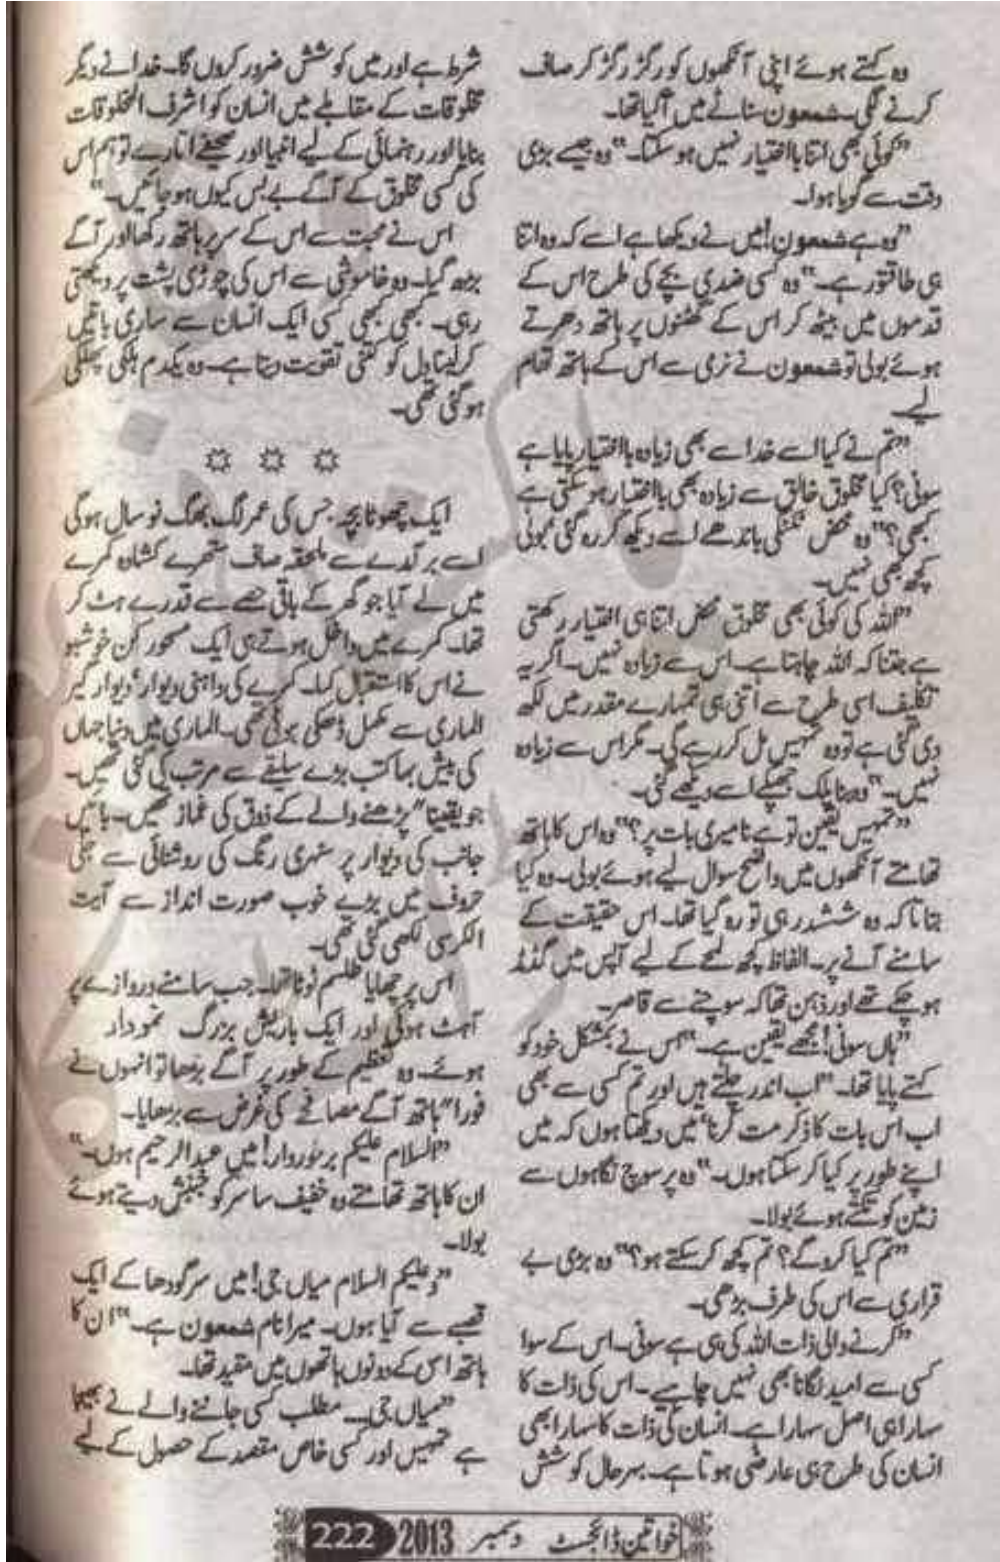 وہ کہتے ہوئے اپنی آنکھوں کو رگڑ رگڑ کر صاف
کرنے لگی۔ شمعون سناٹے میں آ گیا تھا۔
”کوئی بھی اتنا بااختیار نہیں ہو سکتا۔“ وہ جیسے بڑی
دقت سے گویا ہوا۔
”وہ ہے شمعون! میں نے دیکھا ہے اسے کہ وہ اتنا
ہی طاقتور ہے۔“ وہ کسی ضدی بچے کی طرح اس کے
قدموں میں بیٹھ کر اس کے گھٹنوں پر ہاتھ دھرتے
ہوئے بولی تو شمعون نے نرمی سے اس کے ہاتھ تھام
لیے۔
”تم نے کیا اسے خدا سے بھی زیادہ بااختیار پایا ہے
سونی؟ کیا مخلوق خالق سے زیادہ بھی بااختیار ہو سکتی ہے
کبھی؟“ وہ محض ٹکٹکی باندھے اسے دیکھ کر رہ گئی بولی
کچھ بھی نہیں۔
”اللہ کی کوئی بھی مخلوق محض اتنا ہی اختیار رکھتی
ہے جتنا کہ اللہ چاہتا ہے۔ اس سے زیادہ نہیں۔ اگر یہ
تکلیف اسی طرح سے اتنی ہی تمہارے مقدر میں لکھ
دی گئی ہے تو وہ تمہیں مل کر رہے گی۔ مگر اس سے زیادہ
نہیں۔“ وہ بنا پلک جھپکے اسے دیکھے گئی۔
”تمہیں یقین تو ہے نا میری بات پر؟“ وہ اس کا ہاتھ
تھامتے آنکھوں میں واضح سوال لیے ہوئے بولی۔ وہ کیا
بتاتا کہ وہ ششدر ہی تو رہ گیا تھا۔ اس حقیقت کے
سامنے آنے پر۔ الفاظ کچھ لمحے کے لیے آپس میں گڈمڈ
ہو چکے تھے اور ذہن تھا کہ سوچنے سے قاصر۔
”ہاں سونی! مجھے یقین ہے۔“ اس نے بمشکل خود کو
کہتے پایا تھا۔ ”اب اندر چلتے ہیں اور تم کسی سے بھی
اب اس بات کا ذکر مت کرنا‘ میں دیکھتا ہوں کہ میں
اپنے طور پر کیا کر سکتا ہوں۔“ وہ پر سوچ نگاہوں سے
زمین کو تکتے ہوئے بولا۔
”تم کیا کرو گے؟ تم کچھ کر سکتے ہو؟“ وہ بڑی بے
قراری سے اس کی طرف بڑھی۔
”کرنے والی ذات اللہ کی ہی ہے سونی۔ اس کے سوا
کسی سے امید لگانا بھی نہیں چاہیے۔ اس کی ذات کا
سہارا ہی اصل سہارا ہے۔ انسان کی ذات کا سہارا بھی
انسان کی طرح ہی عارضی ہوتا ہے۔ بہرحال کوشش
شرط ہے اور میں کوشش ضرور کروں گا۔ خدا نے دیگر
مخلوقات کے مقابلے میں انسان کو اشرف المخلوقات
بنایا اور رہنمائی کے لیے انبیا اور صحیفے اتارے تو ہم اس
کی کسی مخلوق کے آگے بے بس کیوں ہو جائیں۔“
اس نے محبت سے اس کے سر پر ہاتھ رکھا اور آگے
بڑھ گیا۔ وہ خاموشی سے اس کی چوڑی پشت پر دیکھتی
رہی۔ کبھی کبھی کسی ایک انسان سے ساری باتیں
کر لینا دل کو کتنی تقویت دیتا ہے۔ وہ یکدم ہلکی پھلکی
ہو گئی تھی۔
ایک چھوٹا بچہ جس کی عمر لگ بھگ نو سال ہو گی
اسے برآمدے سے ملحقہ صاف ستھرے کشادہ کمرے
میں لے آیا جو گھر کے باقی حصے سے قدرے ہٹ کر
تھا۔ کمرے میں داخل ہوتے ہی ایک مسحور کن خوشبو
نے اس کا استقبال کیا۔ کمرے کی داہنی دیوار‘ دیوار گیر
الماری سے مکمل ڈھکی ہوئی تھی۔ الماری میں دنیا جہاں
کی بیش بہا کتب بڑے سلیقے سے مرتب کی گئی تھیں۔
جو یقیناً پڑھنے والے کے ذوق کی غماز تھیں۔ بائیں
جانب کی دیوار پر سنہری رنگ کی روشنائی سے جلی
حروف میں بڑے خوب صورت انداز سے آیت
الکرسی لکھی گئی تھی۔
اس پر چھایا طلسم ٹوٹا تھا۔ جب سامنے دروازے پر
آہٹ ہوئی اور ایک باریش بزرگ نمودار
ہوئے۔ وہ تعظیم کے طور پر آگے بڑھا تو انہوں نے
فوراً ہاتھ آگے مصافحے کی غرض سے بڑھایا۔
”السلام علیکم برخوردار! میں عبدالرحیم ہوں۔“
ان کا ہاتھ تھامتے وہ خفیف سا سر کو جنبش دیتے ہوئے
بولا۔
”وعلیکم السلام میاں جی! میں سرگودھا کے ایک
قصبے سے آیا ہوں۔ میرا نام شمعون ہے۔“ ان کا
ہاتھ اس کے دونوں ہاتھوں میں مقید تھا۔
”میاں جی۔۔۔ مطلب کسی جاننے والے نے بھیجا
ہے تمہیں اور کسی خاص مقصد کے حصول کے لیے
خواتین ڈائجسٹ دسمبر 2013 222